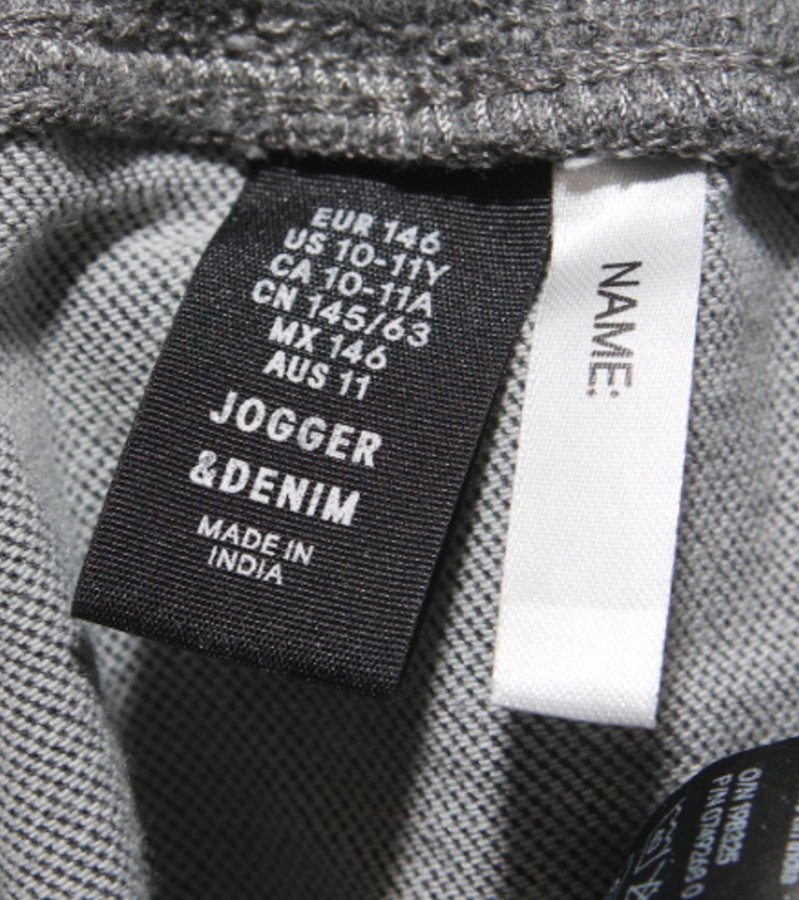 EUR 146
US 10-11Y
CA 10-11A
CN 145/63
MX 146
AUS 11
JOGGER
&DENIM
MADE IN
INDIA
NAME: